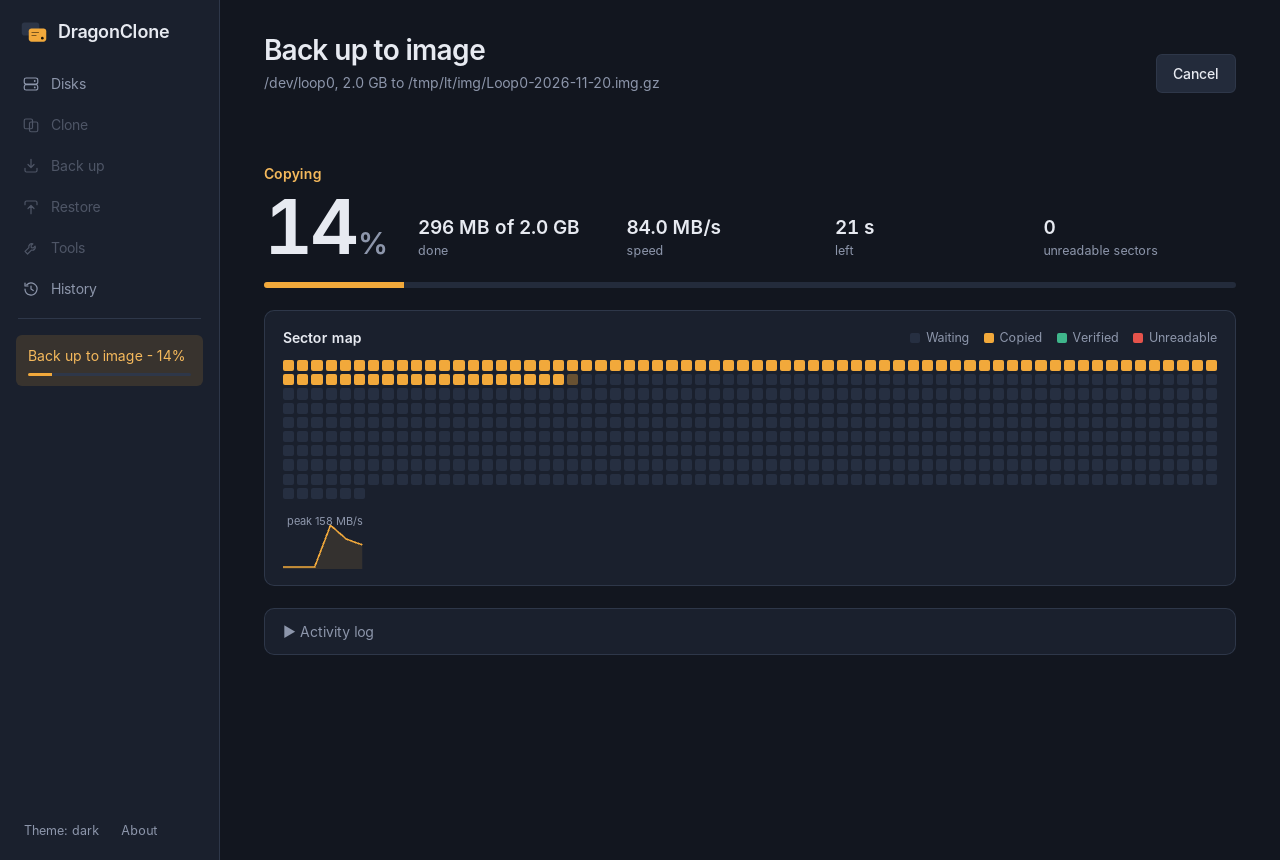 DragonClone
Disks
Clone
Back up
Restore
Tools
History
Back up to image - 14%
Theme: dark About
Back up to image
/dev/loop0, 2.0 GB to /tmp/lt/img/Loop0-2026-11-20.img.gz
Cancel
Copying
14%
296 MB of 2.0 GB
done
84.0 MB/s
speed
21 s
left
0
unreadable sectors
Sector map
Waiting Copied Verified Unreadable
peak 158 MB/s
▶ Activity log